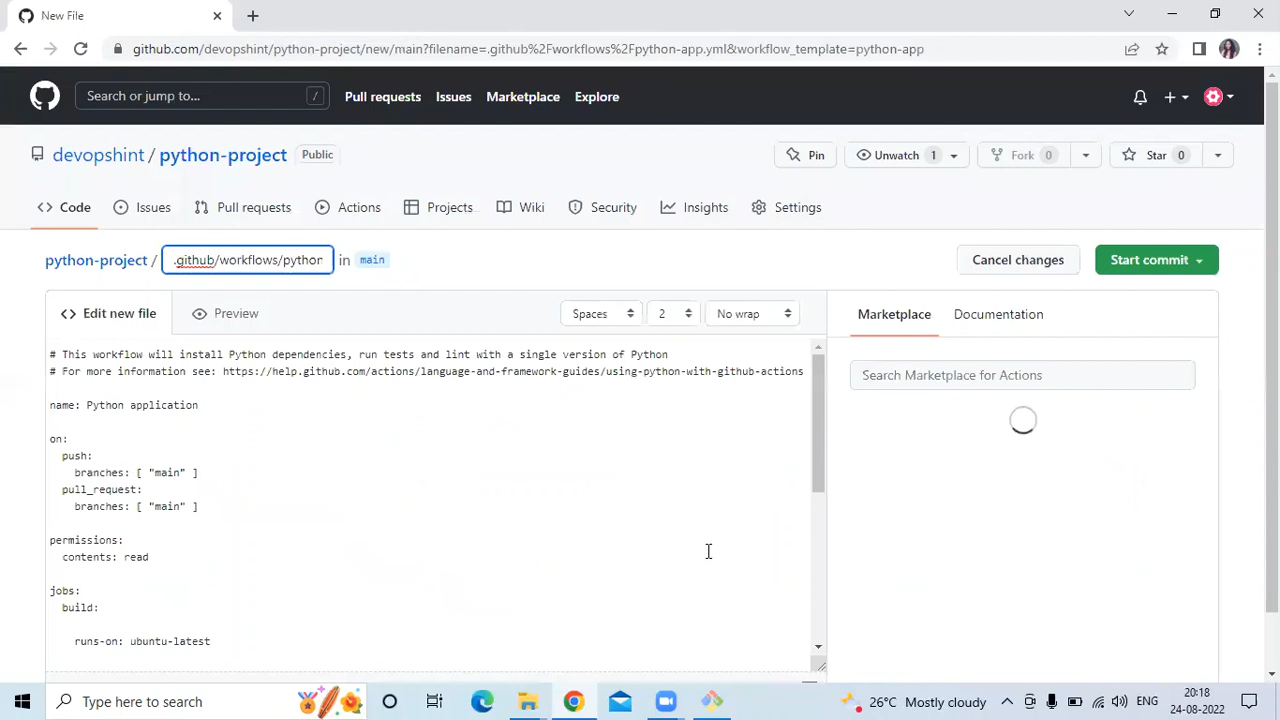 New File
github.com/devopshint/python-project/new/main?filename=.github%2Fworkflows%2Fpython-app.yml&workflow_template=python-app
Search or jump to... /
Pull requests Issues Marketplace Explore
devopshint / python-project Public
Pin Unwatch 1 Fork 0 Star 0
Code Issues Pull requests Actions Projects Wiki Security Insights Settings
python-project / .github/workflows/python in main Cancel changes Start commit
Edit new file Preview Spaces 2 No wrap Marketplace Documentation
# This workflow will install Python dependencies, run tests and lint with a single version of Python
# For more information see: https://help.github.com/actions/language-and-framework-guides/using-python-with-github-actions
Search Marketplace for Actions
name: Python application
on:
push:
branches: [ "main" ]
pull_request:
branches: [ "main" ]
permissions:
contents: read
jobs:
build:
runs-on: ubuntu-latest
Type here to search
26°C Mostly cloudy
ENG
20:18
24-08-2022